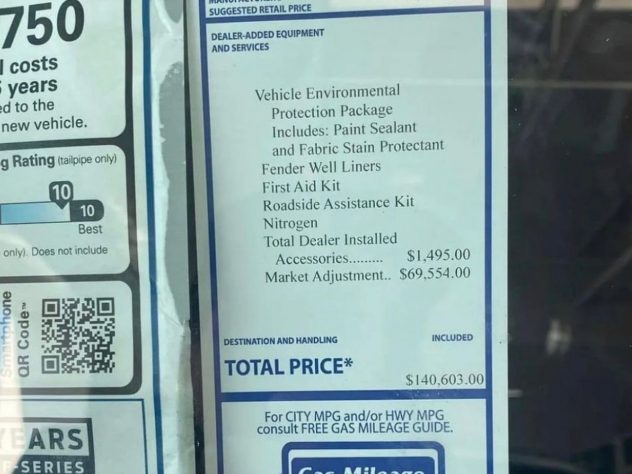 750
costs
years
ed to the
new vehicle.
g Rating (tailpipe only)
10
10
Best
only). Does not include
Smartphone
QR Code™
YEARS
F-SERIES
SUGGESTED RETAIL PRICE
DEALER-ADDED EQUIPMENT
AND SERVICES
Vehicle Environmental
Protection Package
Includes: Paint Sealant
and Fabric Stain Protectant
Fender Well Liners
First Aid Kit
Roadside Assistance Kit
Nitrogen
Total Dealer Installed
Accessories......... $1,495.00
Market Adjustment.. $69,554.00
DESTINATION AND HANDLING INCLUDED
TOTAL PRICE*
$140,603.00
For CITY MPG and/or HWY MPG
consult FREE GAS MILEAGE GUIDE.
Gas Mileage